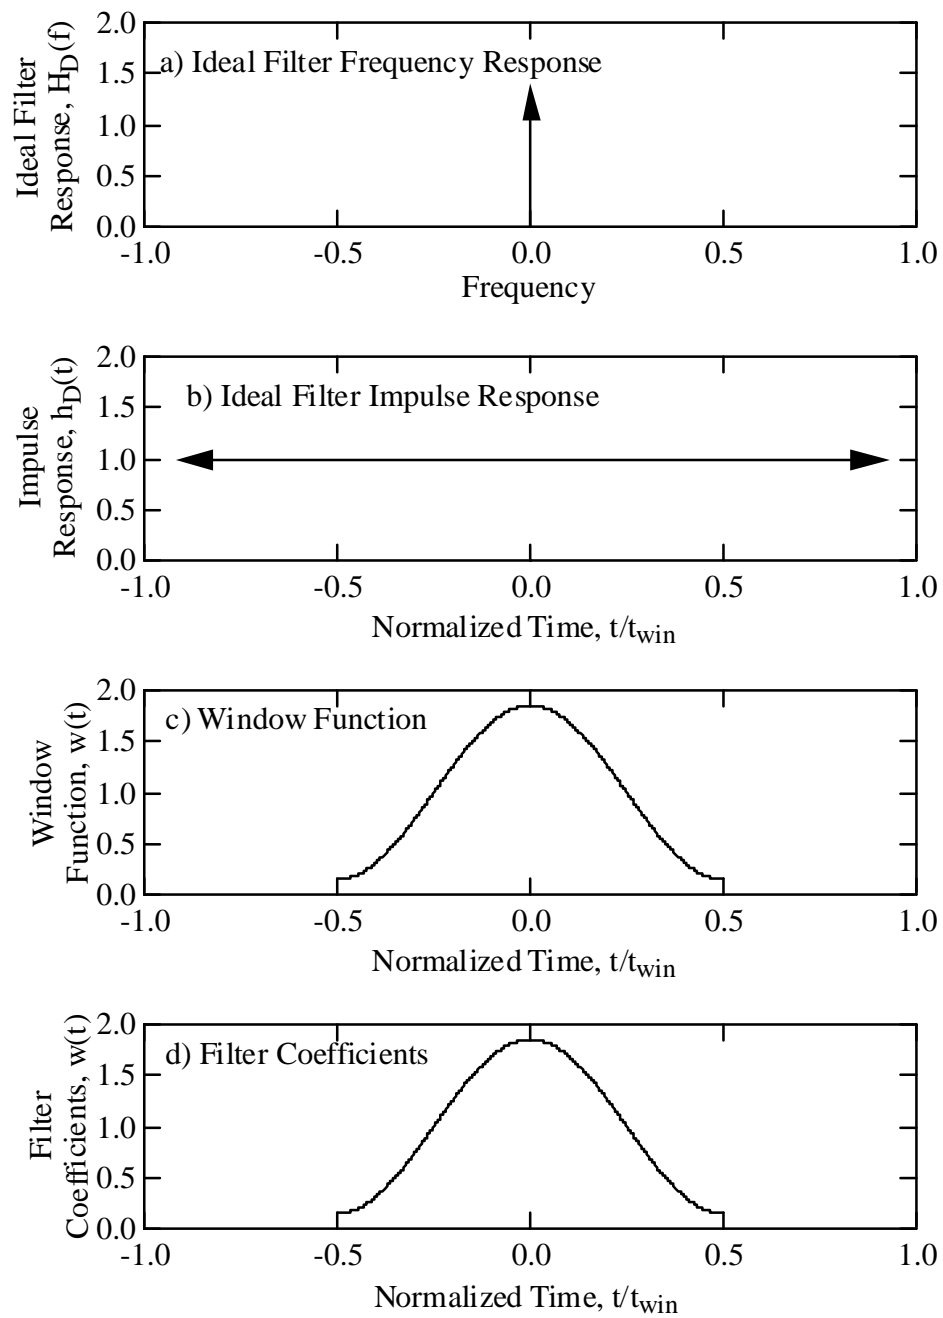 Ideal Filter
Response, H_D(f)
2.0
1.5
1.0
0.5
0.0
a) Ideal Filter Frequency Response
-1.0 -0.5 0.0 0.5 1.0
Frequency
Impulse
Response, h_D(t)
2.0
1.5
1.0
0.5
0.0
b) Ideal Filter Impulse Response
-1.0 -0.5 0.0 0.5 1.0
Normalized Time, t/t_win
Window
Function, w(t)
2.0
1.5
1.0
0.5
0.0
c) Window Function
-1.0 -0.5 0.0 0.5 1.0
Normalized Time, t/t_win
Filter
Coefficients, w(t)
2.0
1.5
1.0
0.5
0.0
d) Filter Coefficients
-1.0 -0.5 0.0 0.5 1.0
Normalized Time, t/t_win